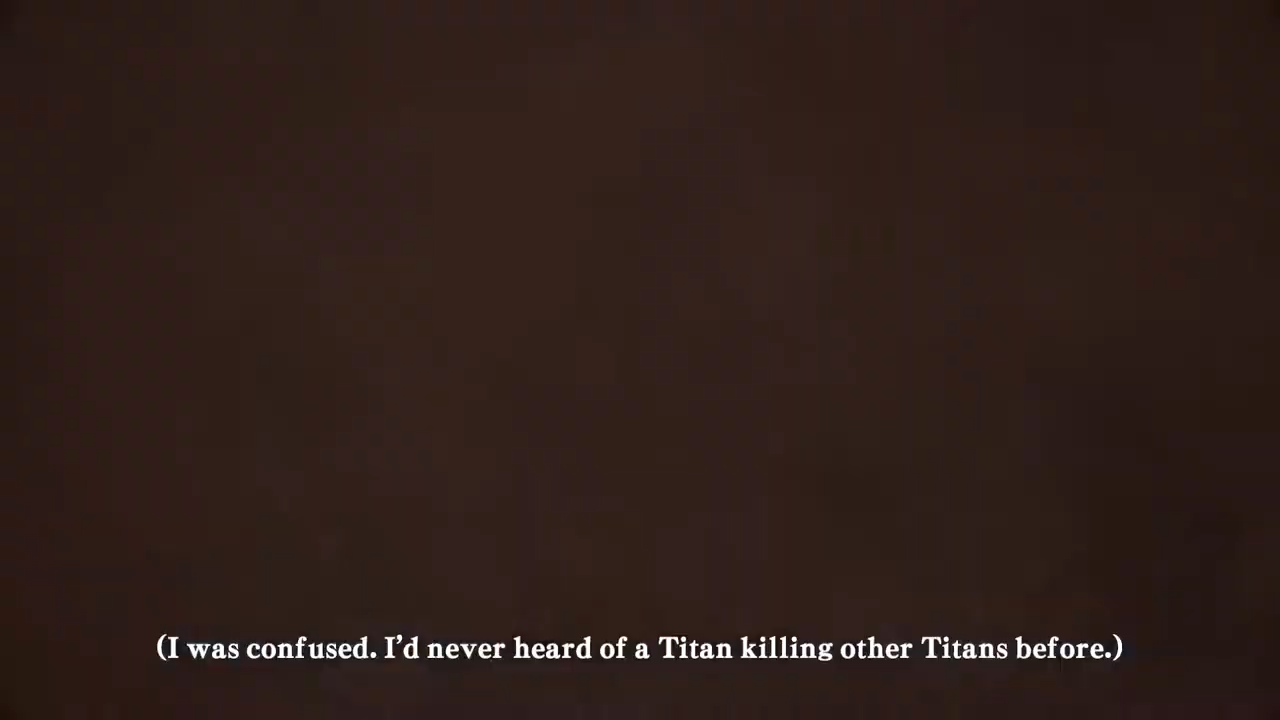 (I was confused. I’d never heard of a Titan killing other Titans before.)